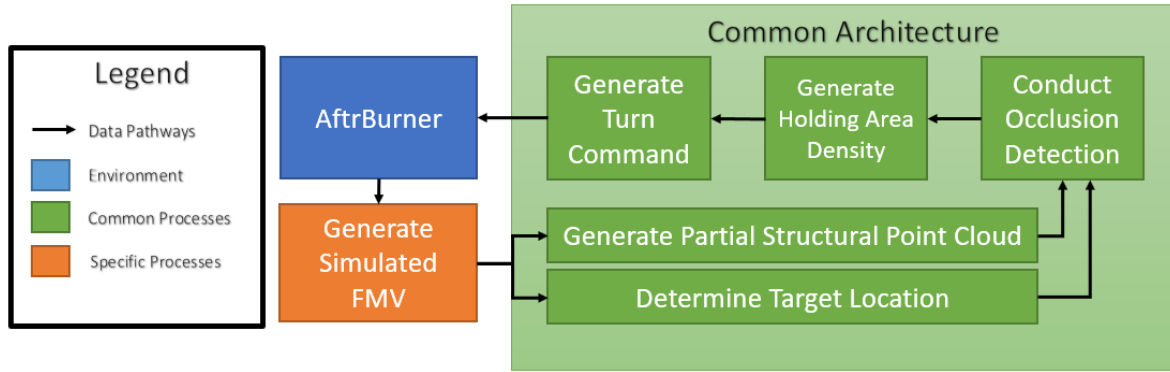 Legend
Data Pathways
Environment
Common Processes
Specific Processes
AftrBurner
Generate
Simulated
FMV
Common Architecture
Generate
Turn
Command
Generate
Holding Area
Density
Conduct
Occlusion
Detection
Generate Partial Structural Point Cloud
Determine Target Location